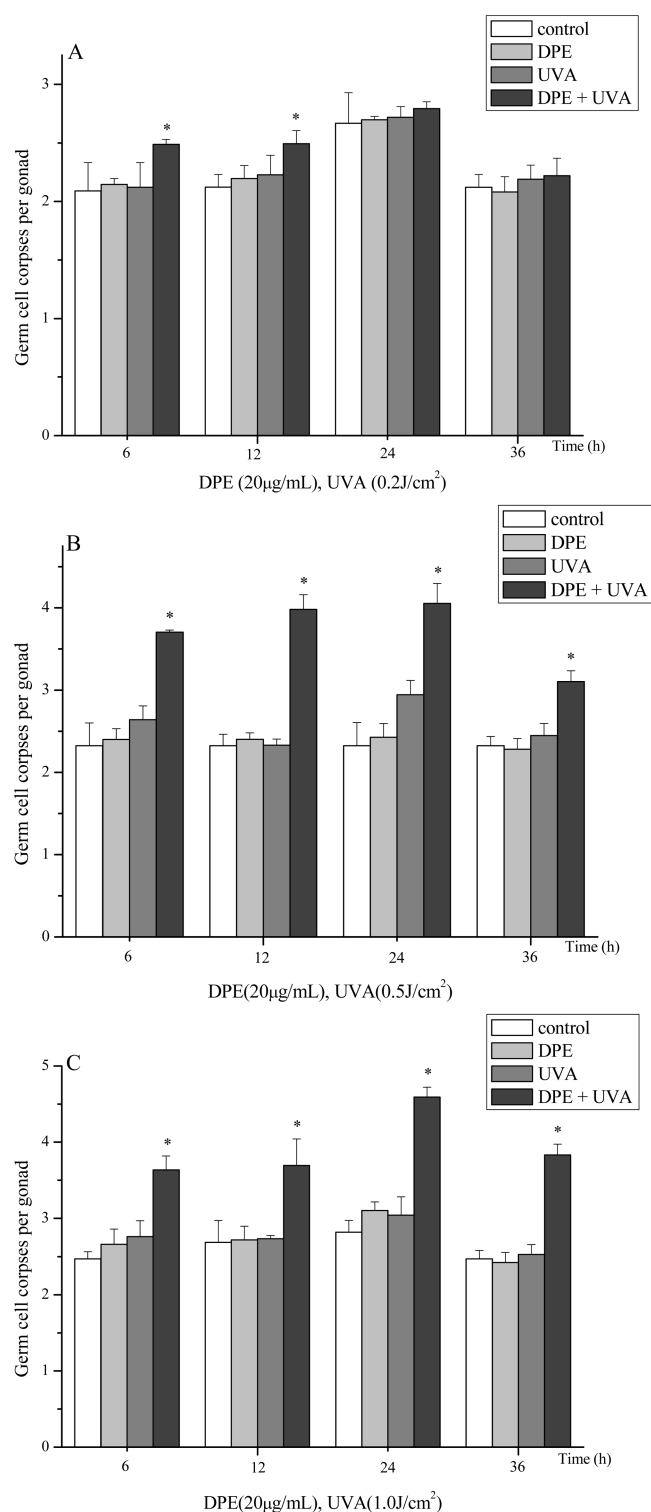 A
control
DPE
UVA
DPE + UVA
3
2
1
0
Germ cell corpses per gonad
*
*
6
12
24
36
Time (h)
DPE (20μg/mL), UVA (0.2J/cm²)
B
control
DPE
UVA
DPE + UVA
4
3
2
1
0
Germ cell corpses per gonad
*
*
*
*
6
12
24
36
Time (h)
DPE(20μg/mL), UVA(0.5J/cm²)
C
control
DPE
UVA
DPE + UVA
5
4
3
2
1
0
Germ cell corpses per gonad
*
*
*
*
6
12
24
36
Time (h)
DPE(20μg/mL), UVA(1.0J/cm²)